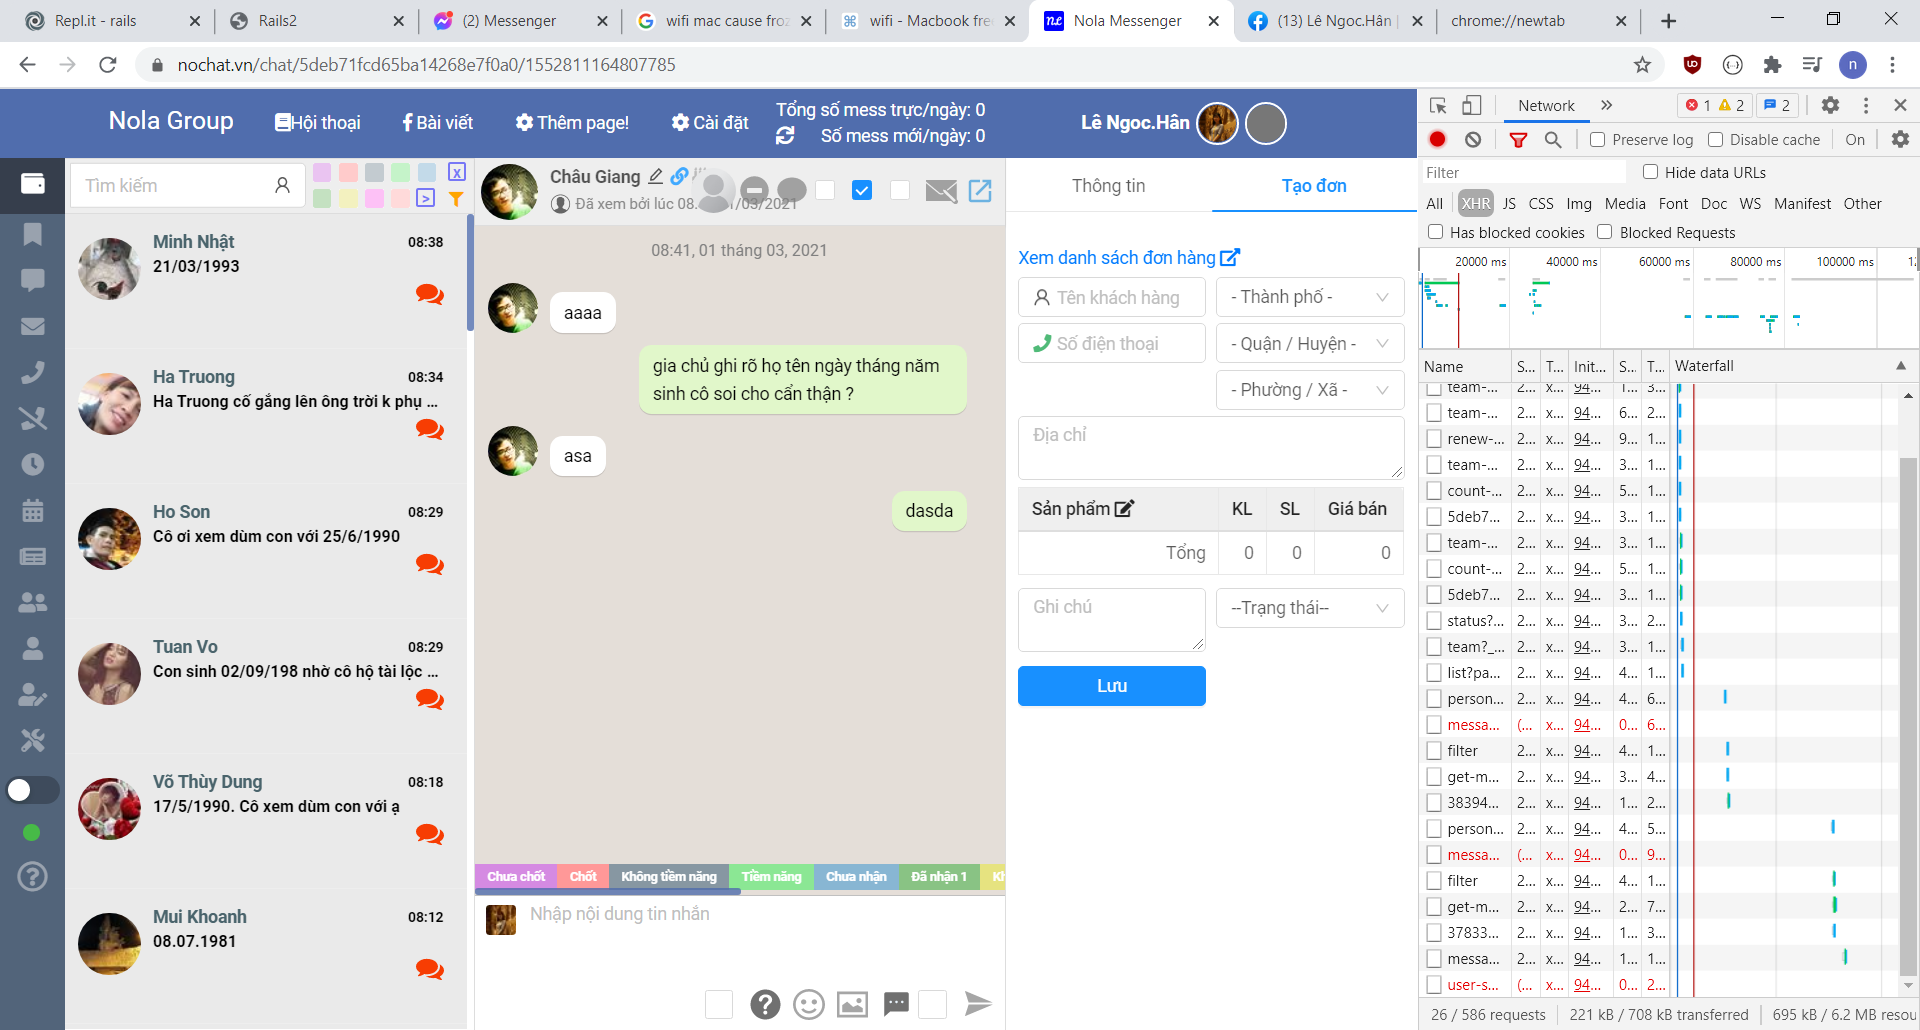 Repl.it - rails
Rails2
(2) Messenger
wifi mac cause froz
wifi - Macbook free
Nola Messenger
(13) Lê Ngoc.Hân |
chrome://newtab
nochat.vn/chat/5deb71fcd65ba14268e7f0a0/1552811164807785
n
Nola Group
Hội thoại
Bài viết
Thêm page!
Cài đặt
Tổng số mess trực/ngày: 0
Số mess mới/ngày: 0
Lê Ngoc.Hân
Tìm kiếm
Minh Nhật
08:38
21/03/1993
Ha Truong
08:34
Ha Truong cố gắng lên ông trời k phụ ...
Ho Son
08:29
Cô ơi xem dùm con với 25/6/1990
Tuan Vo
08:29
Con sinh 02/09/198 nhờ cô hộ tài lộc ...
Võ Thùy Dung
08:18
17/5/1990. Cô xem dùm con với ạ
Mui Khoanh
08:12
08.07.1981
Châu Giang
Đã xem bởi lúc 08:
1/03/2021
08:41, 01 tháng 03, 2021
aaaa
gia chủ ghi rõ họ tên ngày tháng năm
sinh cô soi cho cẩn thận ?
asa
dasda
Chưa chốt
Chốt
Không tiềm năng
Tiềm năng
Chưa nhận
Đã nhận 1
Kh
Nhập nội dung tin nhắn
Thông tin
Tạo đơn
Xem danh sách đơn hàng
Tên khách hàng
- Thành phố -
Số điện thoại
- Quận / Huyện -
- Phường / Xã -
Địa chỉ
Sản phẩm
KL
SL
Giá bán
Tổng
0
0
0
Ghi chú
--Trạng thái--
Lưu
Network
1
2
2
Preserve log
Disable cache
On
Filter
Hide data URLs
All
XHR
JS
CSS
Img
Media
Font
Doc
WS
Manifest
Other
Has blocked cookies
Blocked Requests
20000 ms
40000 ms
60000 ms
80000 ms
100000 ms
Name
S...
T...
Init...
S...
T...
Waterfall
team-... 2... x... 94... 1... 3...
team-... 2... x... 94... 6... 2...
renew-... 2... x... 94... 9... 1...
team-... 2... x... 94... 3... 1...
count-... 2... x... 94... 5... 1...
5deb7... 2... x... 94... 3... 1...
team-... 2... x... 94... 3... 1...
count-... 2... x... 94... 3... 1...
5deb7... 2... x... 94... 3... 1...
status?... 2... x... 94... 3... 2...
team?_... 2... x... 94... 3... 1...
list?pa... 2... x... 94... 4... 1...
person... 2... x... 94... 4... 6...
messa... (... x... 94... 0... 6...
filter 2... x... 94... 4... 1...
get-m... 2... x... 94... 3... 4...
38394... 2... x... 94... 1... 2...
person... 2... x... 94... 4... 5...
messa... (... x... 94... 0... 9...
filter 2... x... 94... 4... 1...
get-m... 2... x... 94... 2... 7...
37833... 2... x... 94... 1... 3...
messa... 2... x... 94... 1... 1...
user-s... (... x... 94... 0... 2...
26 / 586 requests
221 kB / 708 kB transferred
695 kB / 6.2 MB resou